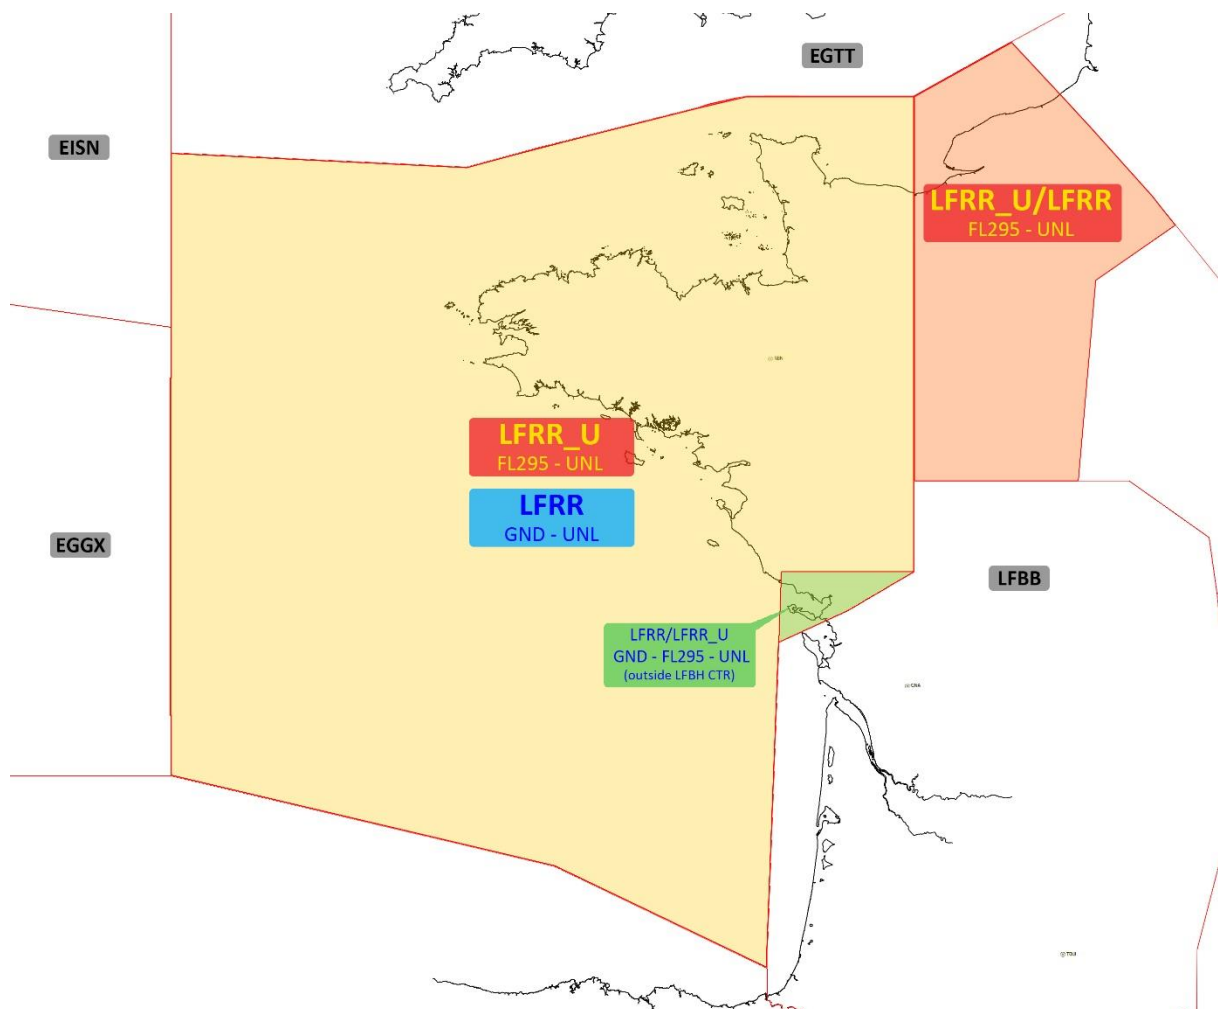 EGTT
EISN
LFRR_U/LFRR
FL295 - UNL
LFRR_U
FL295 - UNL
LFRR
GND - UNL
EGGX
LFBB
LFRR/LFRR_U
GND - FL295 - UNL
(outside LFBH CTR)